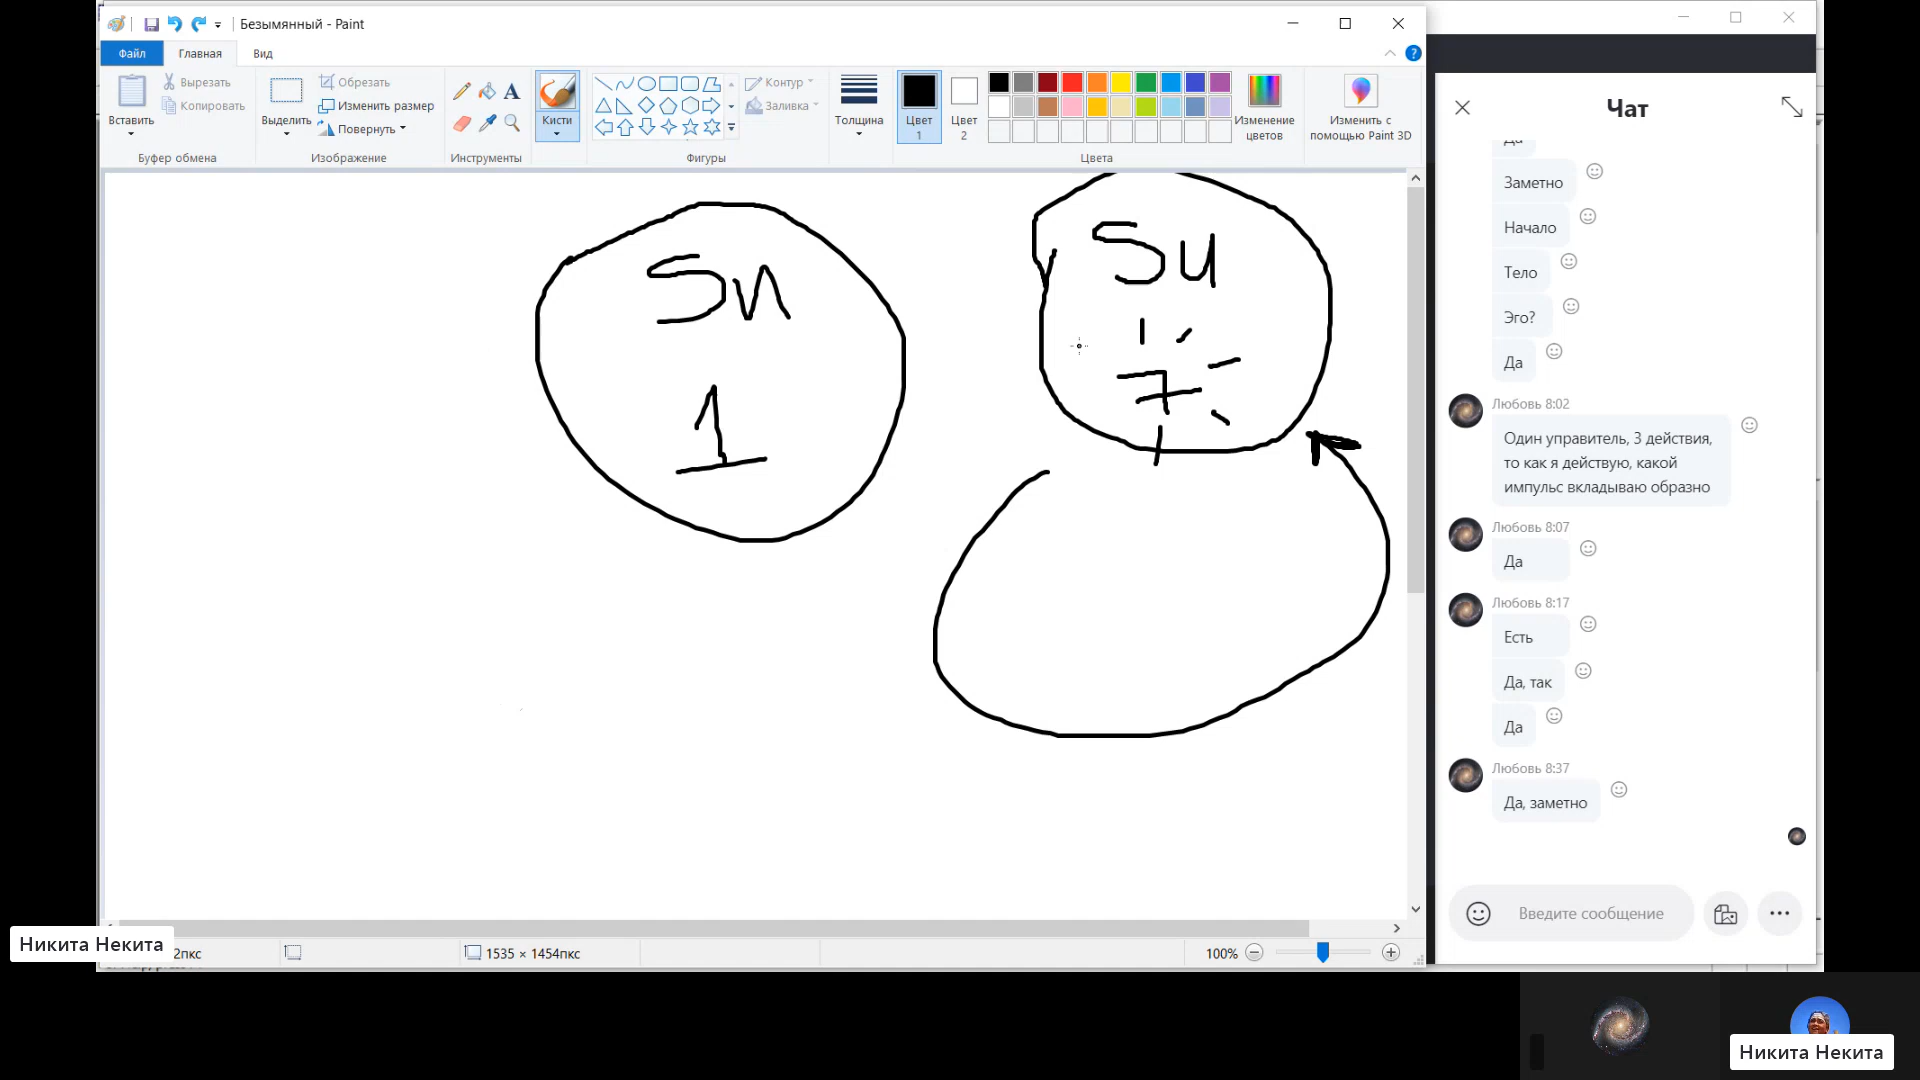 Безымянный - Paint
Файл
Главная
Вид
Вставить
Вырезать
Копировать
Буфер обмена
Выделить
Обрезать
Изменить размер
Повернуть
Изображение
Инструменты
Кисти
Фигуры
Контур
Заливка
Толщина
Цвет 1
Цвет 2
Цвета
Изменение цветов
Изменить с помощью Paint 3D
Sn
1
Su
7
Чат
Да
Заметно
Начало
Тело
Эго?
Да
Любовь 8:02
Один управитель, 3 действия,
то как я действую, какой
импульс вкладываю образно
Любовь 8:07
Да
Любовь 8:17
Есть
Да, так
Да
Любовь 8:37
Да, заметно
Введите сообщение
Никита Некита
2пкс
1535 × 1454пкс
100%
Никита Некита